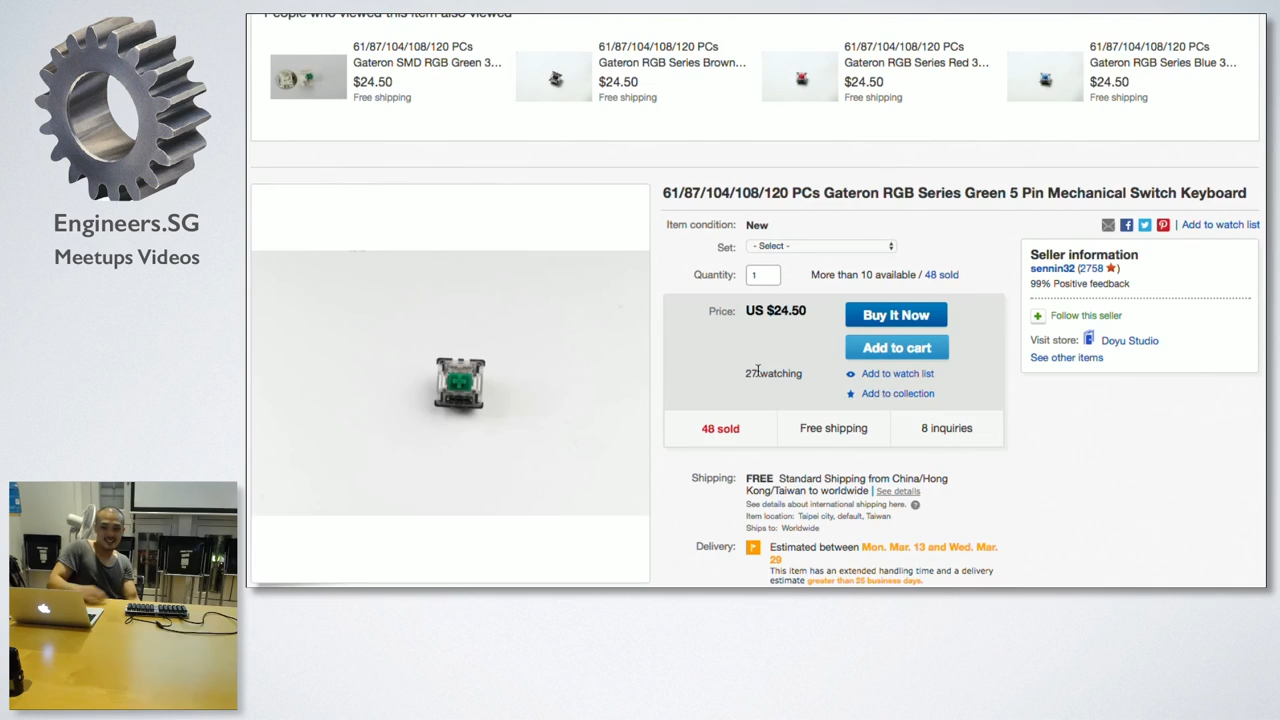 People who viewed this item also viewed
61/87/104/108/120 PCs
Gateron SMD RGB Green 3...
$24.50
Free shipping
61/87/104/108/120 PCs
Gateron RGB Series Brown...
$24.50
Free shipping
61/87/104/108/120 PCs
Gateron RGB Series Red 3...
$24.50
Free shipping
61/87/104/108/120 PCs
Gateron RGB Series Blue 3...
$24.50
Free shipping
Engineers.SG
Meetups Videos
61/87/104/108/120 PCs Gateron RGB Series Green 5 Pin Mechanical Switch Keyboard
Item condition: New
| Add to watch list
Set: - Select -
Quantity: 1 More than 10 available / 48 sold
Price: US $24.50
Buy It Now
Add to cart
27 watching
Add to watch list
Add to collection
48 sold
Free shipping
8 inquiries
Seller information
sennin32 (2758)
99% Positive feedback
Follow this seller
Visit store: Doyu Studio
See other items
Shipping: FREE Standard Shipping from China/Hong
Kong/Taiwan to worldwide | See details
See details about international shipping here. ?
Item location: Taipei city, default, Taiwan
Ships to: Worldwide
Delivery: Estimated between Mon. Mar. 13 and Wed. Mar.
29
This item has an extended handling time and a delivery
estimate greater than 25 business days.